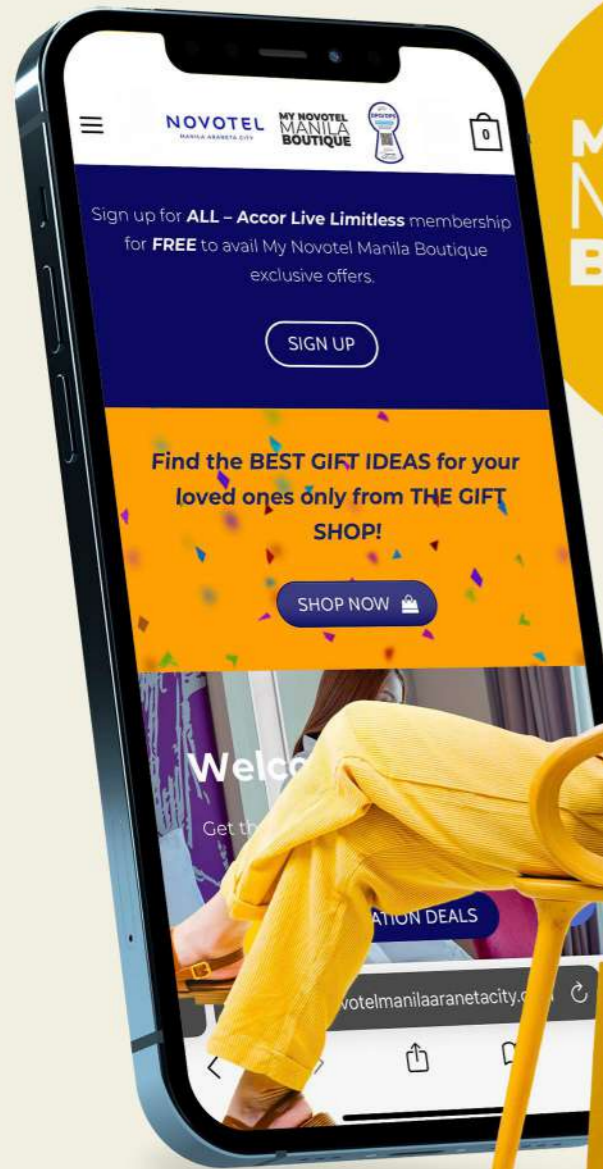 NOVOTEL
MANILA ARANETA CITY
MY NOVOTEL
MANILA
BOUTIQUE
0
Sign up for ALL – Accor Live Limitless membership
for FREE to avail My Novotel Manila Boutique
exclusive offers.
SIGN UP
Find the BEST GIFT IDEAS for your
loved ones only from THE GIFT
SHOP!
SHOP NOW
Welco
Get th
ATION DEALS
votelmanilaaranetacity.
M
N
B